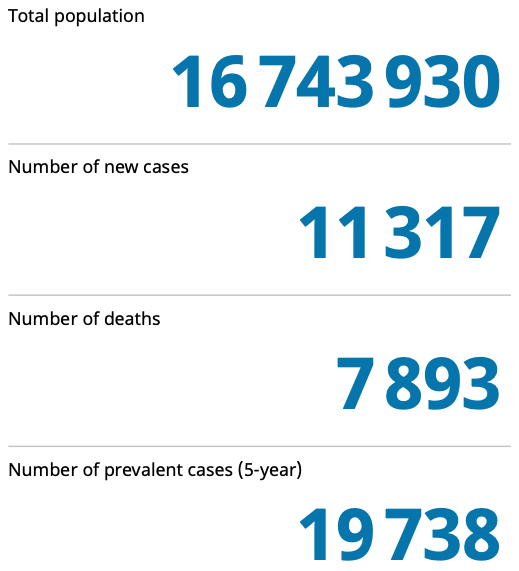 Total population
16 743 930
Number of new cases
11 317
Number of deaths
7 893
Number of prevalent cases (5-year)
19 738